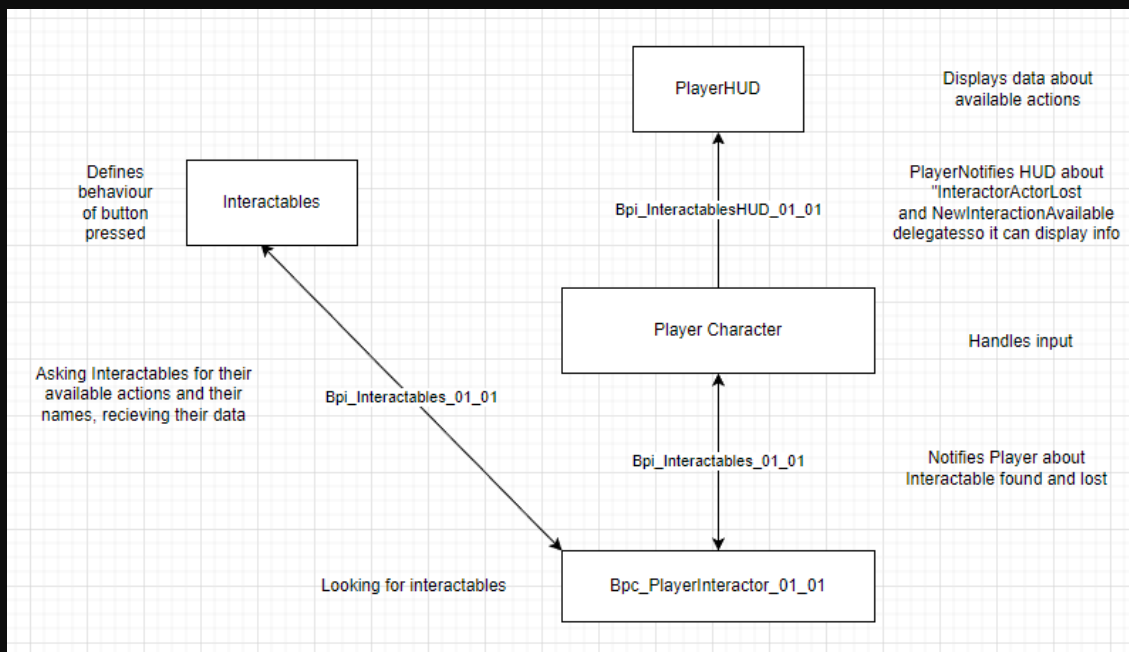 PlayerHUD
Displays data about
available actions
Defines
behaviour
of button
pressed
Interactables
Bpi_InteractablesHUD_01_01
PlayerNotifies HUD about
"InteractorActorLost
and NewInteractionAvailable
delegatesso it can display info
Player Character
Handles input
Asking Interactables for their
available actions and their
names, recieving their data
Bpi_Interactables_01_01
Bpi_Interactables_01_01
Notifies Player about
Interactable found and lost
Looking for interactables
Bpc_PlayerInteractor_01_01